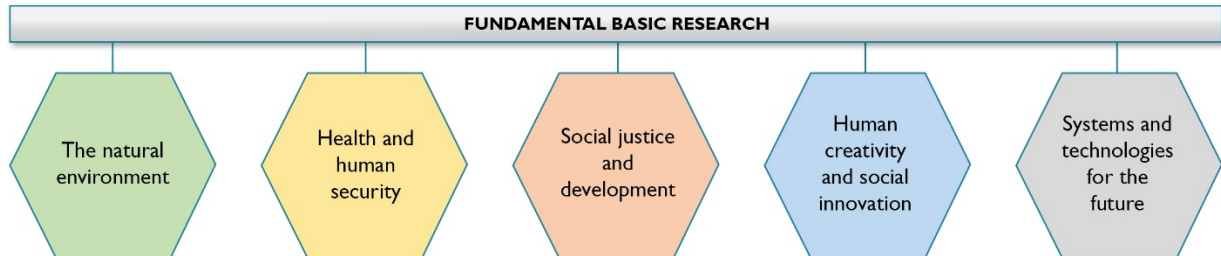 FUNDAMENTAL BASIC RESEARCH
The natural
environment
Health and
human
security
Social justice
and
development
Human
creativity
and social
innovation
Systems and
technologies
for the
future